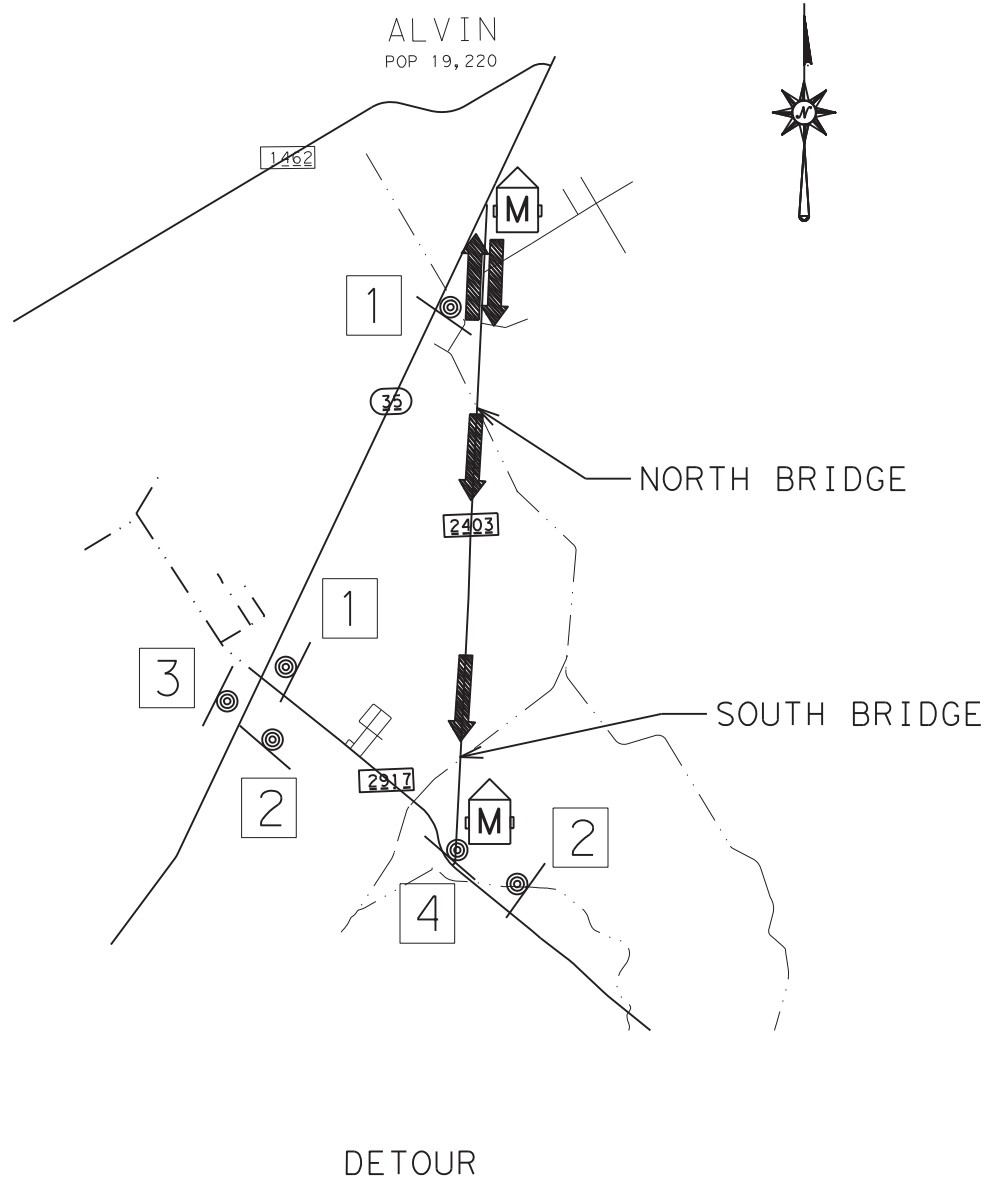 ALVIN
POP 19,220
N
1462
M
1
35
NORTH BRIDGE
2403
1
3
SOUTH BRIDGE
2917
2
M
2
4
DETOUR